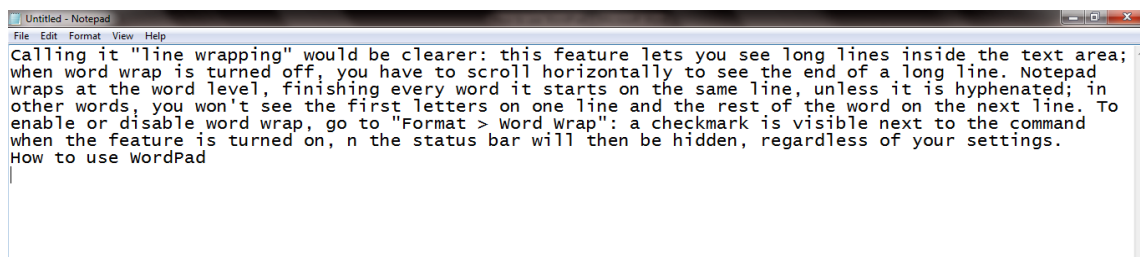 Untitled - Notepad
File Edit Format View Help
Calling it "line wrapping" would be clearer: this feature lets you see long lines inside the text area;
when word wrap is turned off, you have to scroll horizontally to see the end of a long line. Notepad
wraps at the word level, finishing every word it starts on the same line, unless it is hyphenated; in
other words, you won't see the first letters on one line and the rest of the word on the next line. To
enable or disable word wrap, go to "Format > Word Wrap": a checkmark is visible next to the command
when the feature is turned on, n the status bar will then be hidden, regardless of your settings.
How to use WordPad